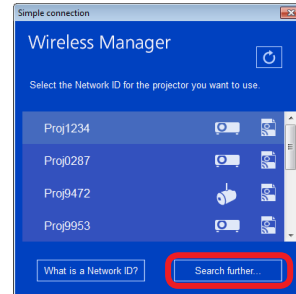 Simple connection
Wireless Manager
Select the Network ID for the projector you want to use.
Proj1234
Proj0287
Proj9472
Proj9953
What is a Network ID?
Search further...